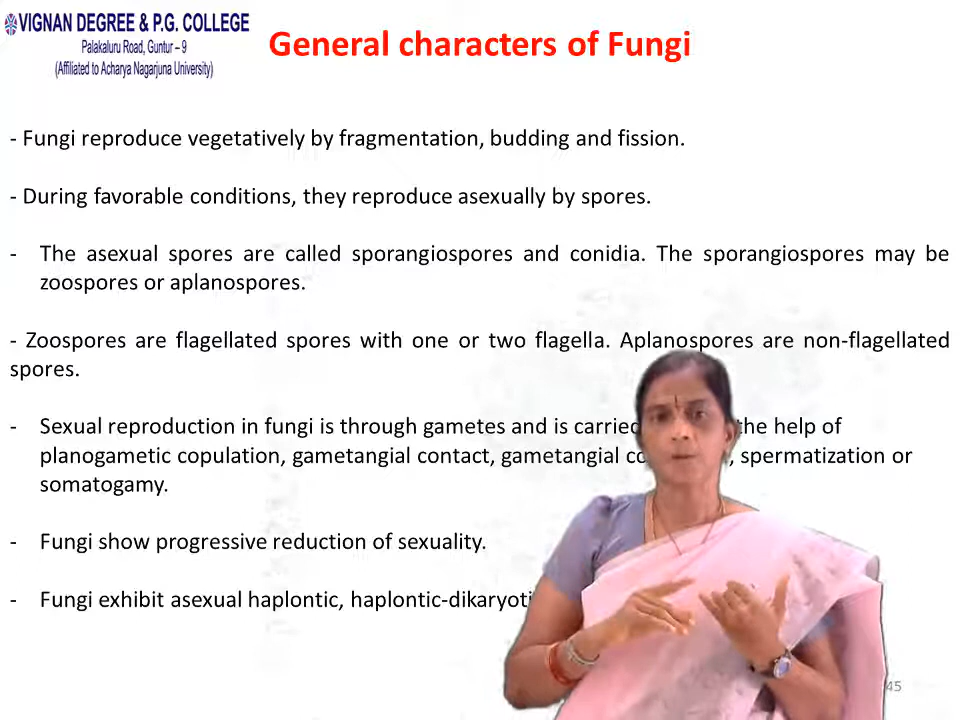 VIGNAN DEGREE & P.G. COLLEGE
Palakaluru Road, Guntur – 9
(Affiliated to Acharya Nagarjuna University)
General characters of Fungi
- Fungi reproduce vegetatively by fragmentation, budding and fission.
- During favorable conditions, they reproduce asexually by spores.
- The asexual spores are called sporangiospores and conidia. The sporangiospores may be
zoospores or aplanospores.
- Zoospores are flagellated spores with one or two flagella. Aplanospores are non-flagellated
spores.
- Sexual reproduction in fungi is through gametes and is carried the help of
planogametic copulation, gametangial contact, gametangial , spermatization or
somatogamy.
- Fungi show progressive reduction of sexuality.
- Fungi exhibit asexual haplontic,
45